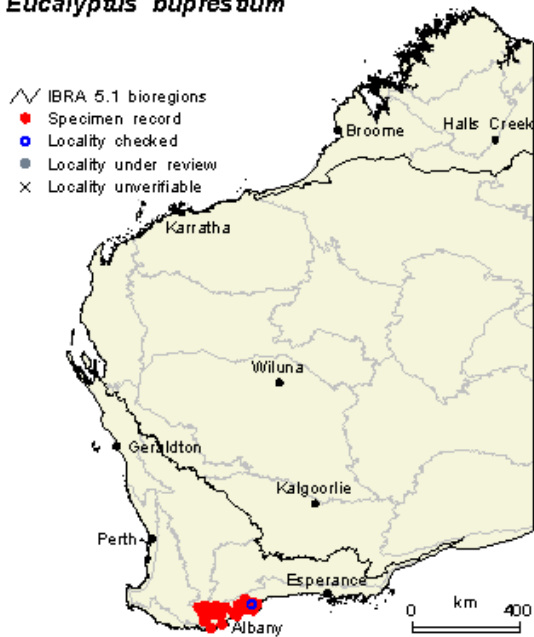 Eucalyptus buprestium
IBRA 5.1 bioregions
Specimen record
Locality checked
Locality under review
Locality unverifiable
Broome
Halls Creek
Karratha
Wiluna
Geraldton
Kalgoorlie
Perth
Esperance
Albany
km
0 400